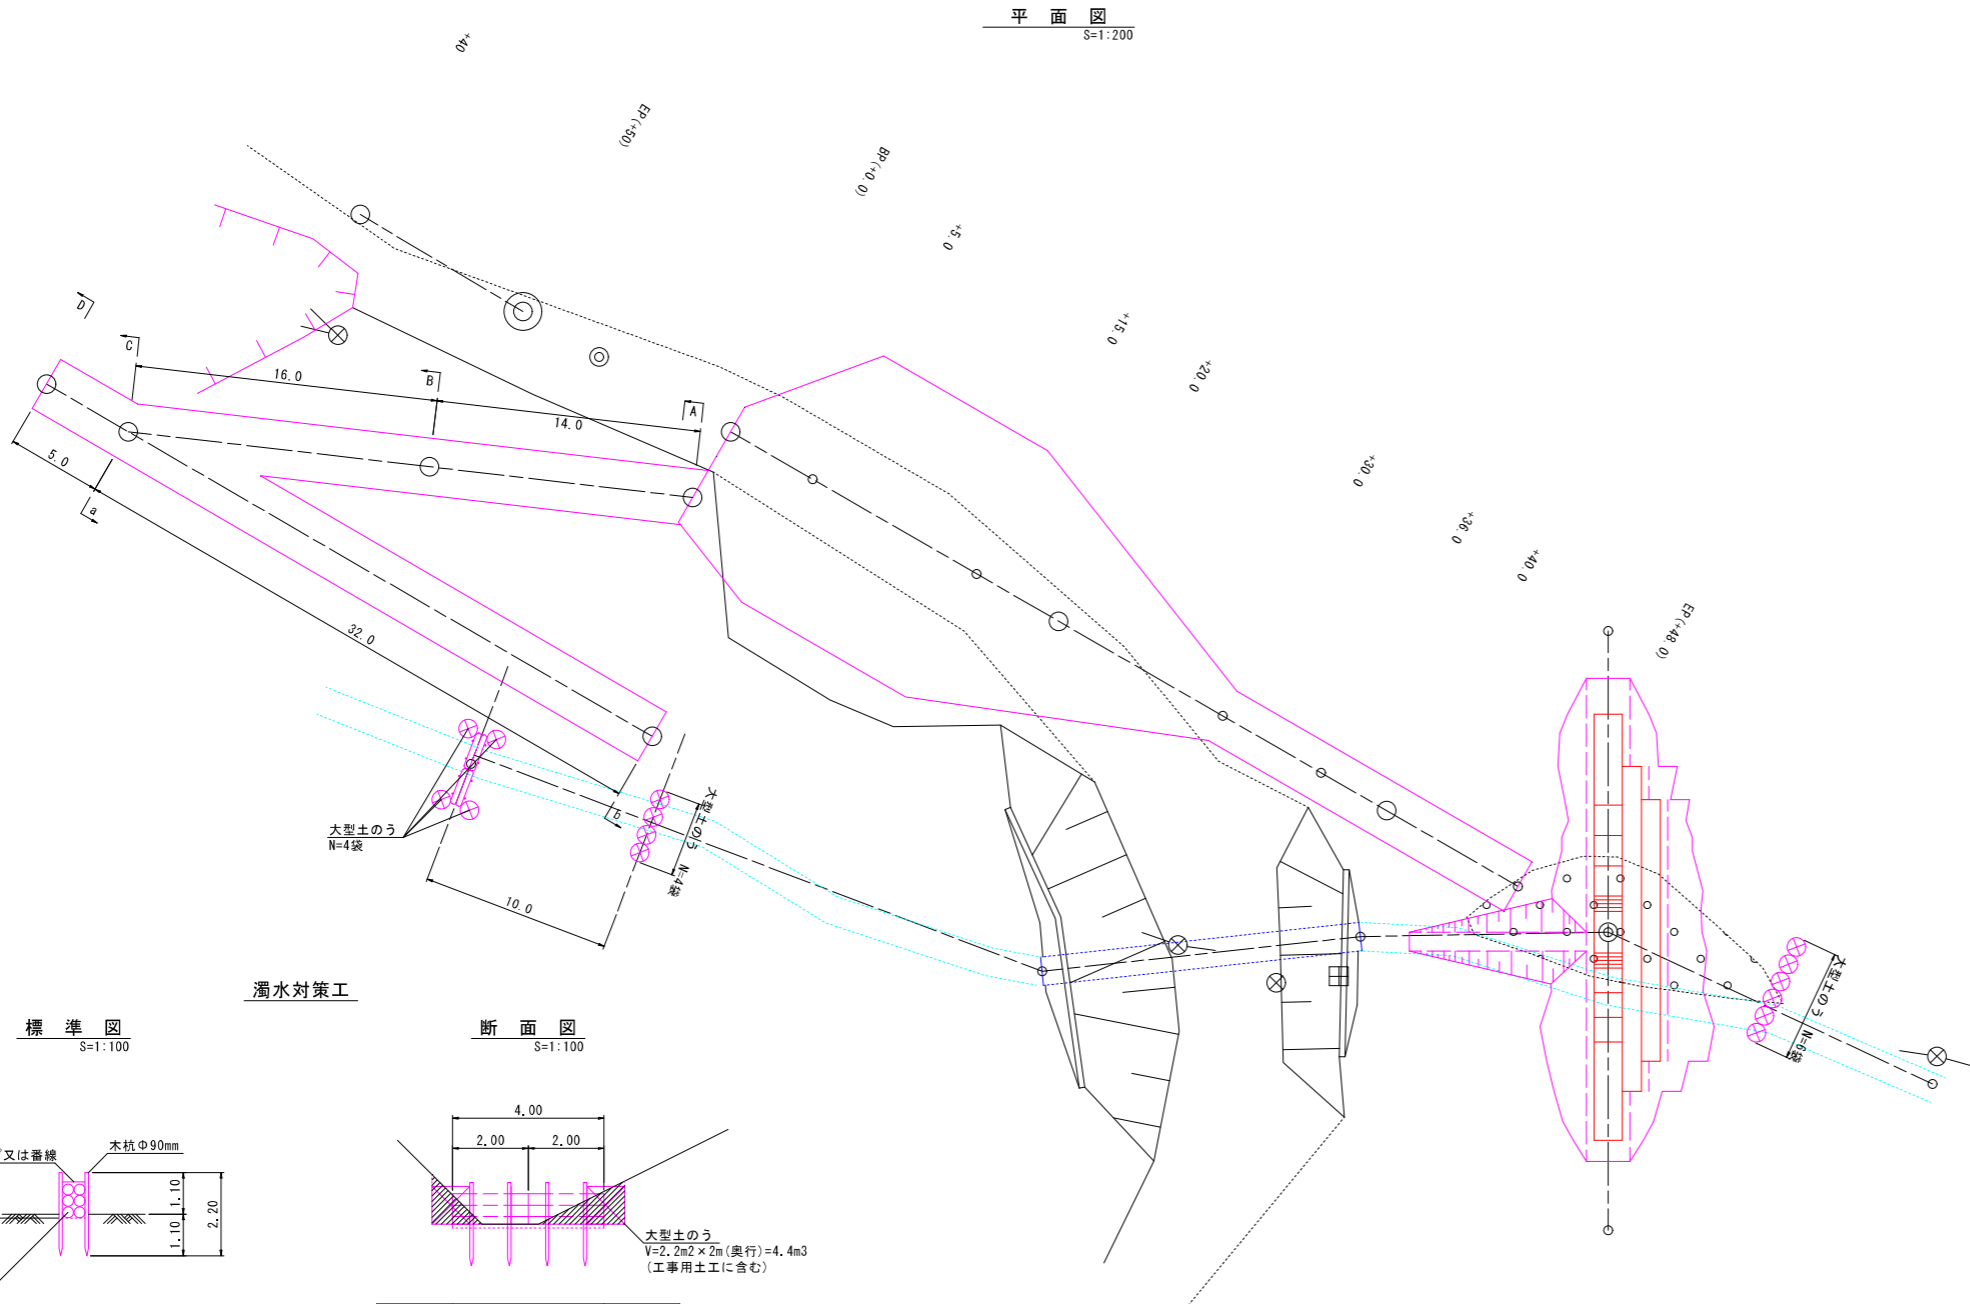 平 面 図
S=1:200
+40
EP(+50)
BP(+0.0)
+5.0
+15.0
+20.0
+30.0
+36.0
+40.0
EP(+48.0)
D
C
16.0
B
14.0
A
5.0
a
32.0
b
大型土のう
N=4袋
大型土のう N=4袋
10.0
大型土のう N=6袋
濁水対策工
標 準 図
S=1:100
又は番線
木杭Φ90mm
1.10
1.10
2.20
断 面 図
S=1:100
4.00
2.00
2.00
大型土のう
V=2.2m2×2m(奥行)=4.4m3
(工事用土工に含む)